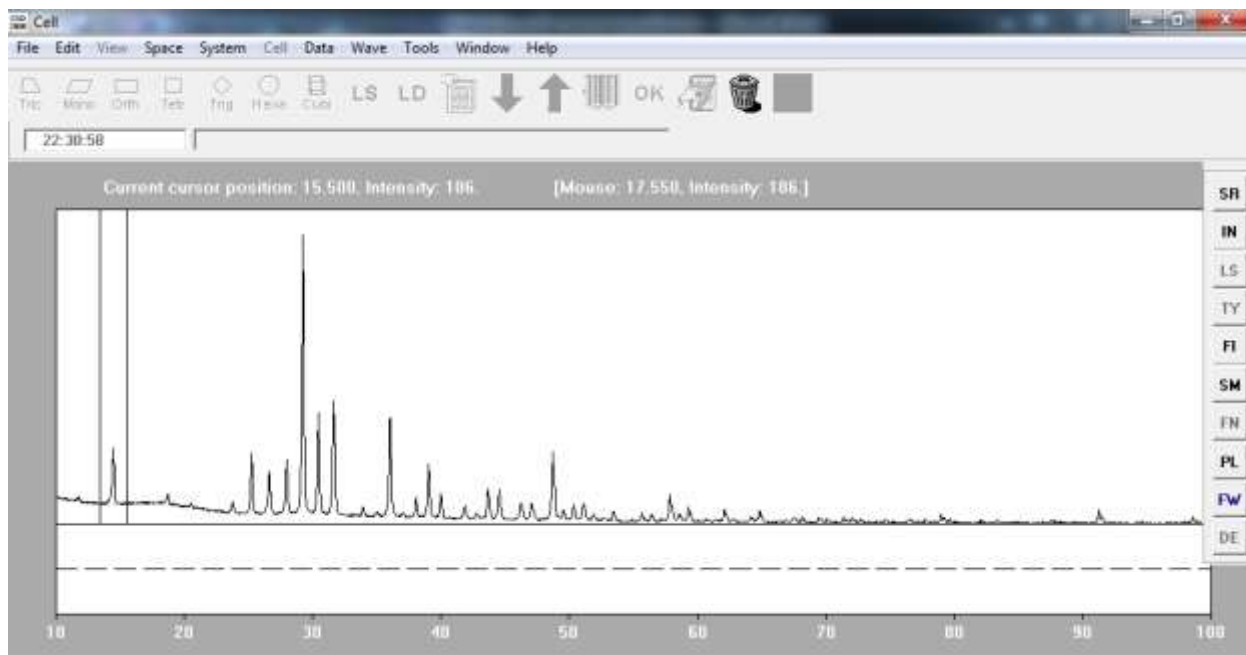 Cell
File Edit View Space System Cell Data Wave Tools Window Help
Tric Mono Orth Tetr Trig Hexa Cubi LS LD OK
22:30:58
Current cursor position: 15.500, Intensity: 186. [Mouse: 17.550, Intensity: 186.]
SR
IN
LS
TY
FI
SM
FN
PL
FW
DE
10 20 30 40 50 60 70 80 90 100